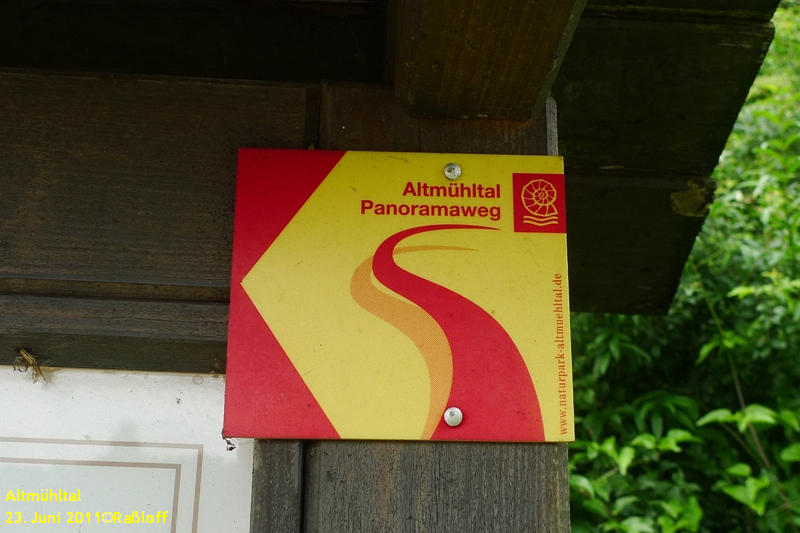 Altmühltal
Panoramaweg
www.naturpark-altmuehltal.de
Altmühltal
23. Juni 2011©Raßloff